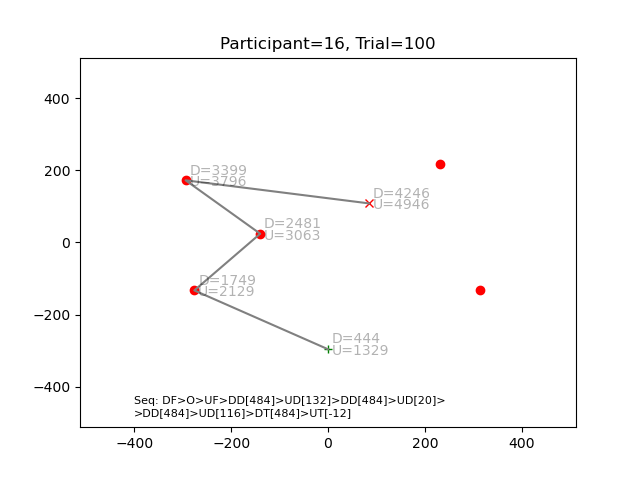 Participant=16, Trial=100
400
200
0
−200
−400
D=3399
U=3796
D=4246
U=4946
D=2481
U=3063
D=1749
U=2129
D=444
U=1329
Seq: DF>O>UF>DD[484]>UD[132]>DD[484]>UD[20]>
>DD[484]>UD[116]>DT[484]>UT[-12]
−400 −200 0 200 400